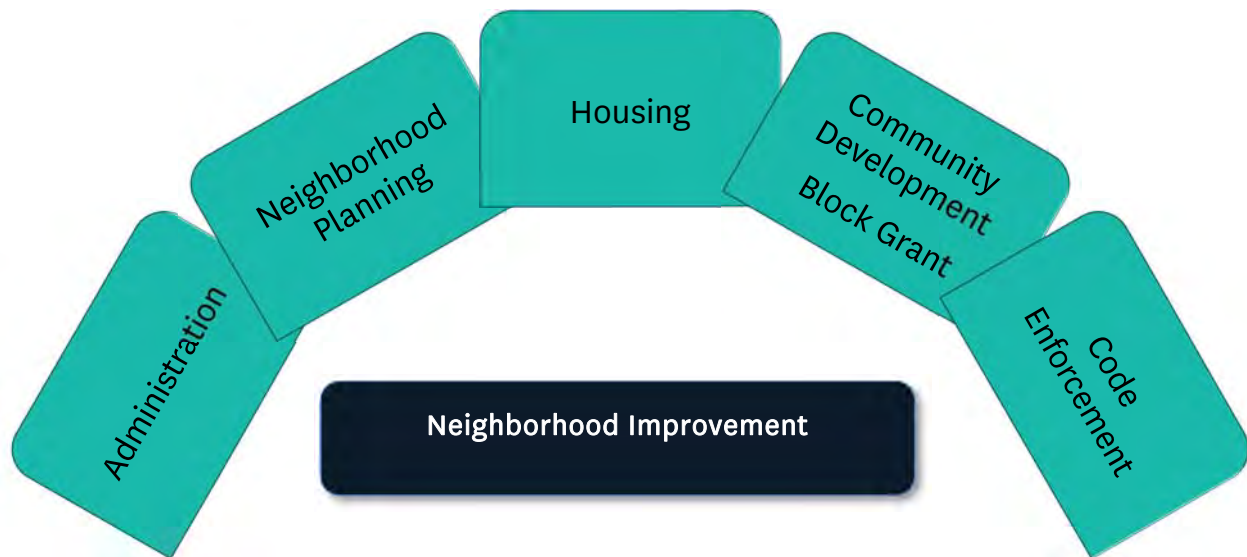 Administration
Neighborhood
Planning
Housing
Community
Development
Block Grant
Code
Enforcement
Neighborhood Improvement